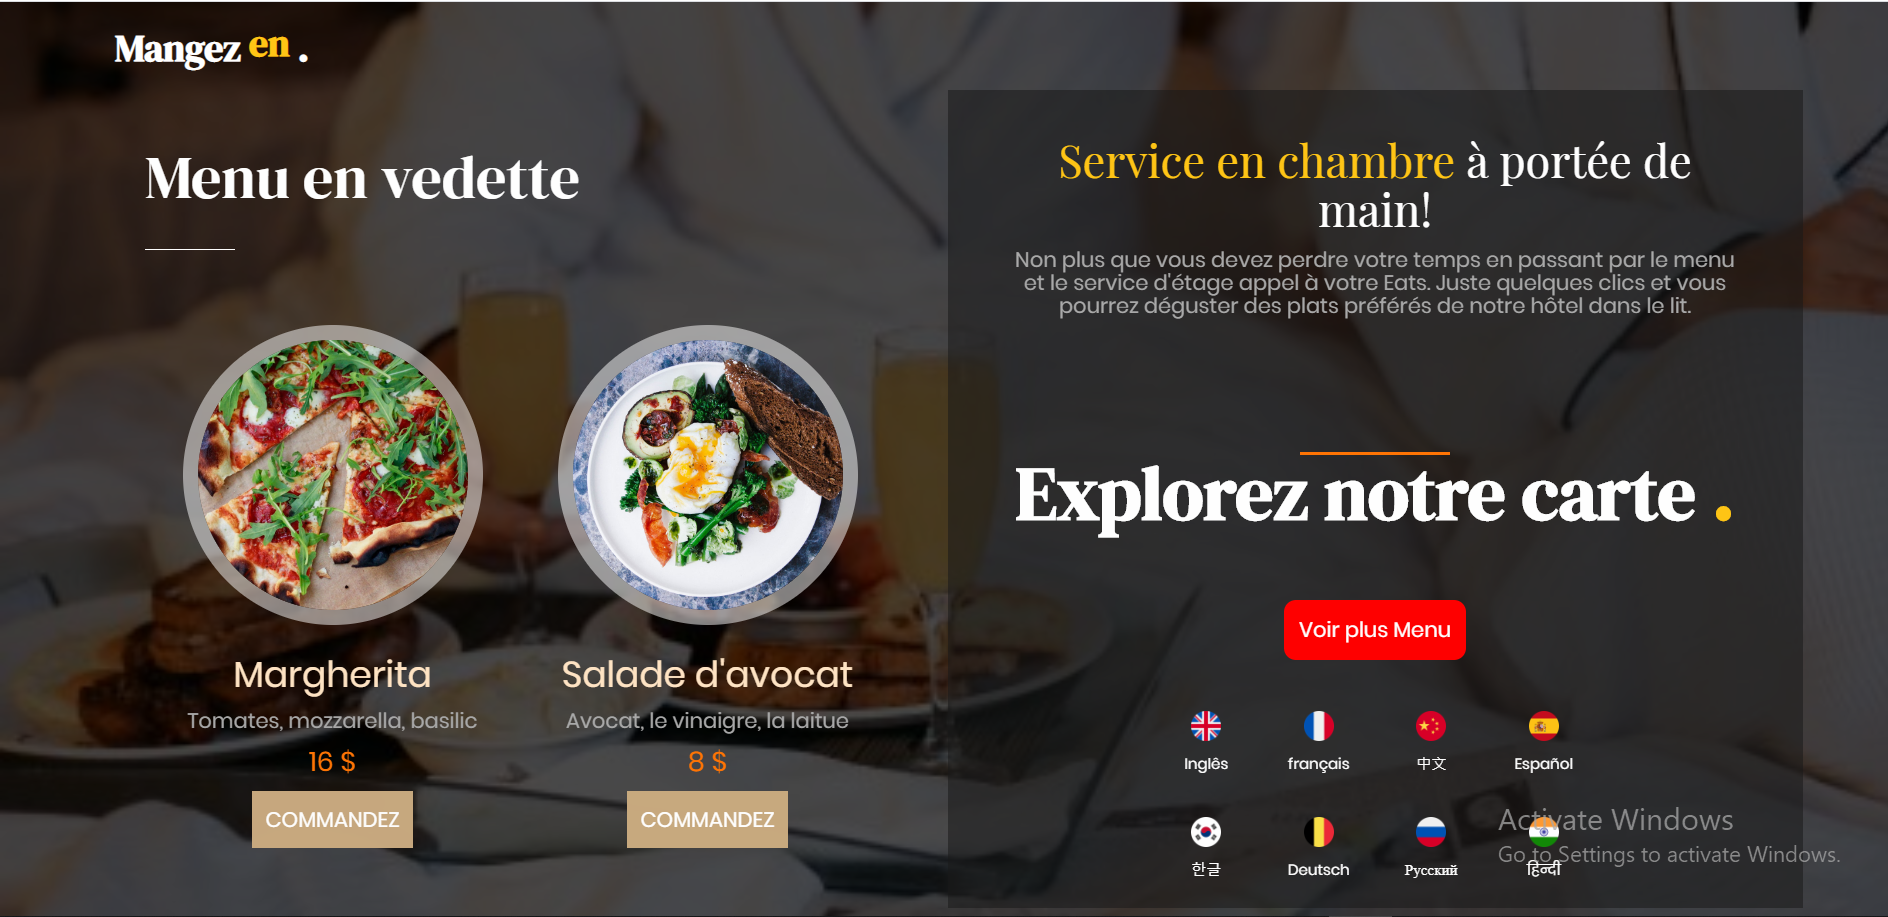 Mangez en .
Menu en vedette
Margherita
Tomates, mozzarella, basilic
16 $
COMMANDEZ
Salade d'avocat
Avocat, le vinaigre, la laitue
8 $
COMMANDEZ
Service en chambre à portée de
main!
Non plus que vous devez perdre votre temps en passant par le menu
et le service d'étage appel à votre Eats. Juste quelques clics et vous
pourrez déguster des plats préférés de notre hôtel dans le lit.
Explorez notre carte .
Voir plus Menu
Inglês
français
中文
Español
한글
Deutsch
Русский
हिन्दी
Activate Windows
Go to Settings to activate Windows.